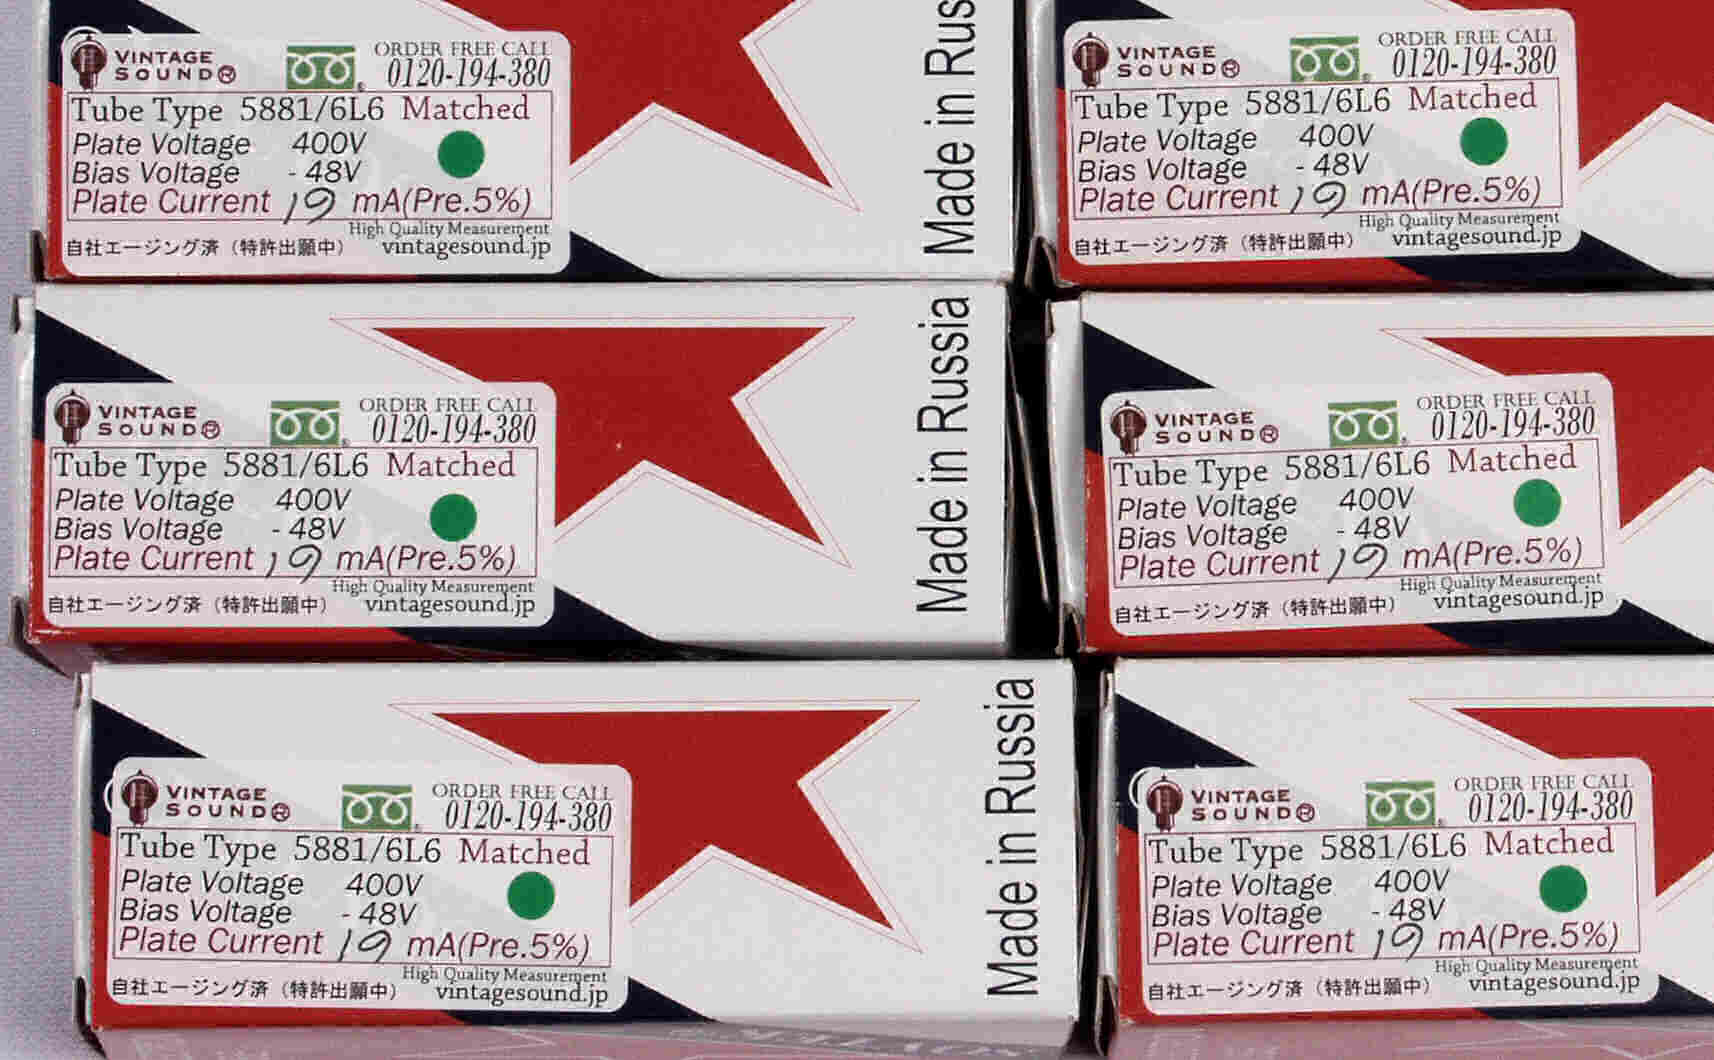 VINTAGE
SOUND®
ORDER FREE CALL
0120-194-380
Tube Type 5881/6L6 Matched
Plate Voltage 400V
Bias Voltage - 48V
Plate Current 19 mA(Pre.5%)
High Quality Measurement
自社エージング済（特許出願中） vintagesound.jp
Made in Rus
VINTAGE
SOUND®
ORDER FREE CALL
0120-194-380
Tube Type 5881/6L6 Matched
Plate Voltage 400V
Bias Voltage - 48V
Plate Current 19 mA(Pre.5%)
High Quality Measurement
自社エージング済（特許出願中） vintagesound.jp
VINTAGE
SOUND®
ORDER FREE CALL
0120-194-380
Tube Type 5881/6L6 Matched
Plate Voltage 400V
Bias Voltage - 48V
Plate Current 19 mA(Pre.5%)
High Quality Measurement
自社エージング済（特許出願中） vintagesound.jp
Made in Russia
VINTAGE
SOUND®
ORDER FREE CALL
0120-194-380
Tube Type 5881/6L6 Matched
Plate Voltage 400V
Bias Voltage - 48V
Plate Current 19 mA(Pre.5%)
High Quality Measurement
自社エージング済（特許出願中） vintagesound.jp
VINTAGE
SOUND®
ORDER FREE CALL
0120-194-380
Tube Type 5881/6L6 Matched
Plate Voltage 400V
Bias Voltage - 48V
Plate Current 19 mA(Pre.5%)
High Quality Measurement
自社エージング済（特許出願中） vintagesound.jp
Made in Russia
VINTAGE
SOUND®
ORDER FREE CALL
0120-194-380
Tube Type 5881/6L6 Matched
Plate Voltage 400V
Bias Voltage - 48V
Plate Current 19 mA(Pre.5%)
High Quality Measurement
自社エージング済（特許出願中） vintagesound.jp